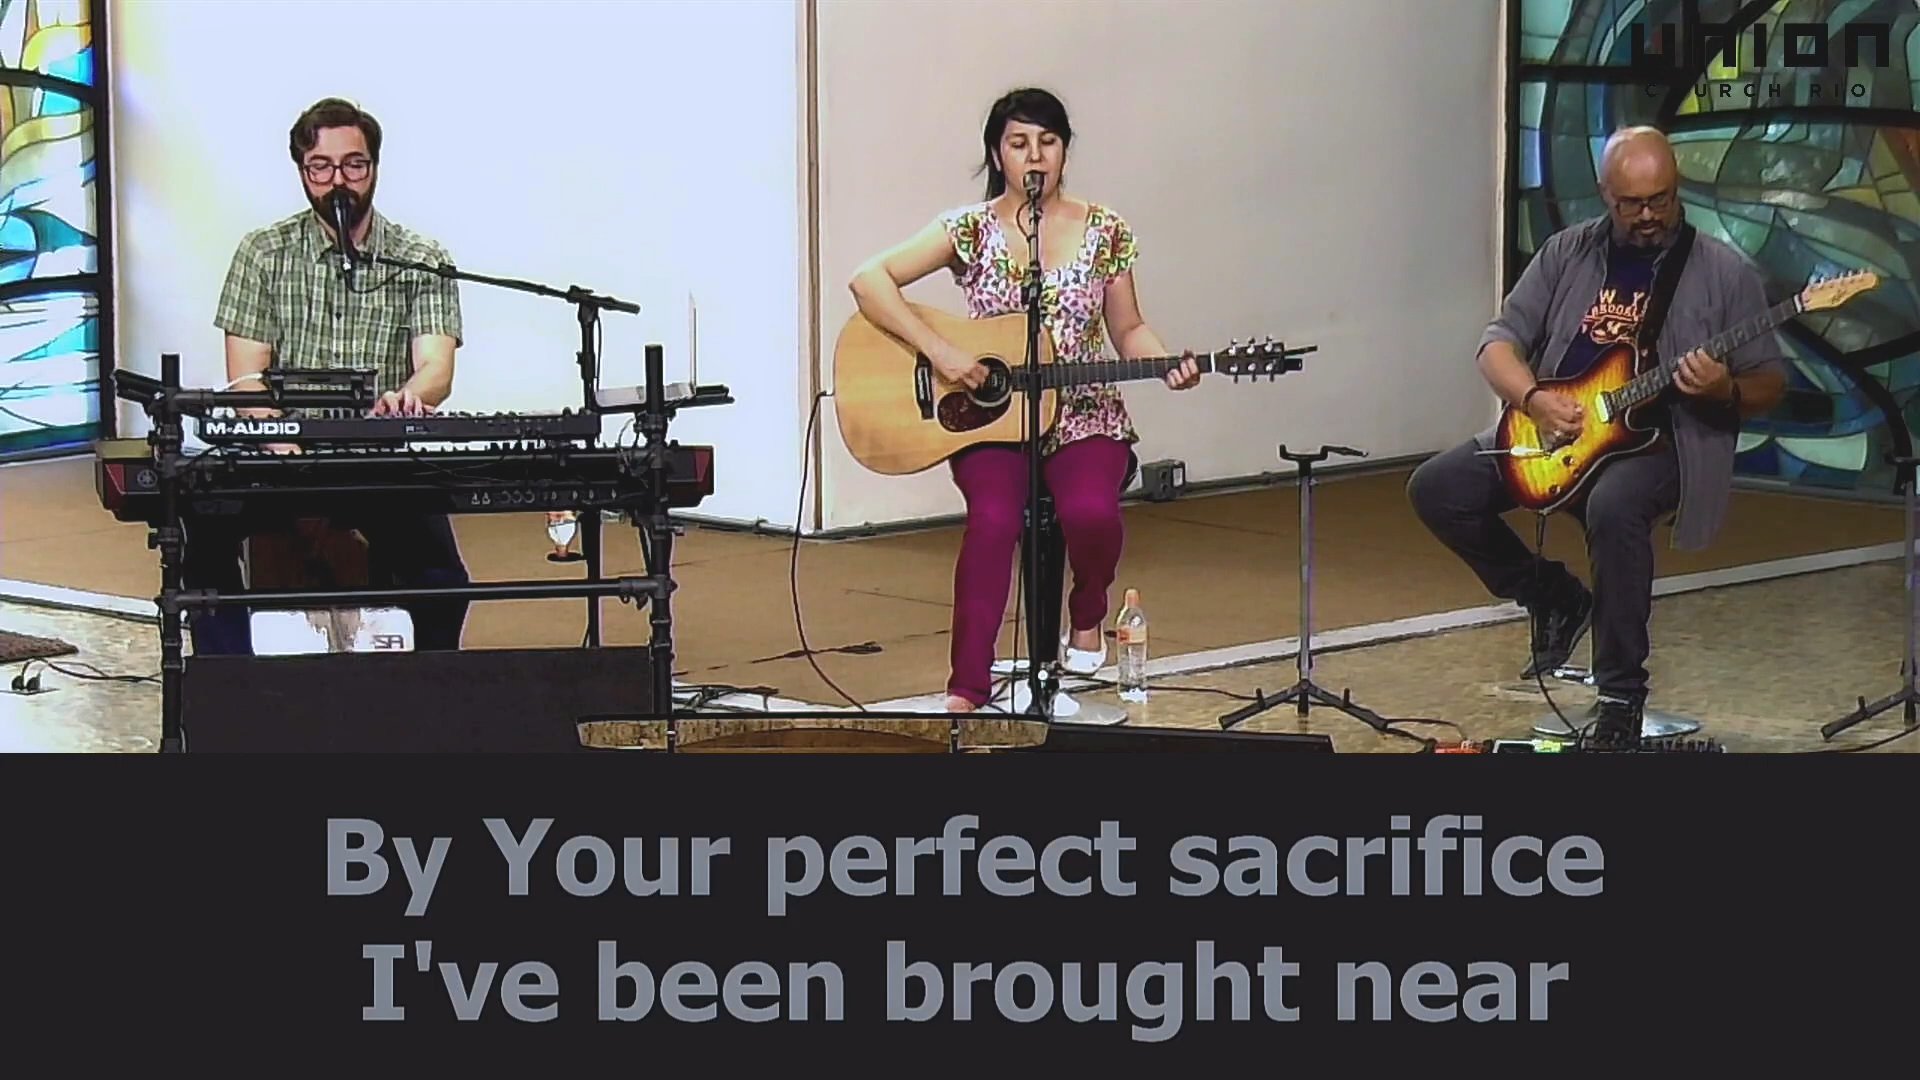 UNION
CHURCH RIO
M-AUDIO
By Your perfect sacrifice
I've been brought near